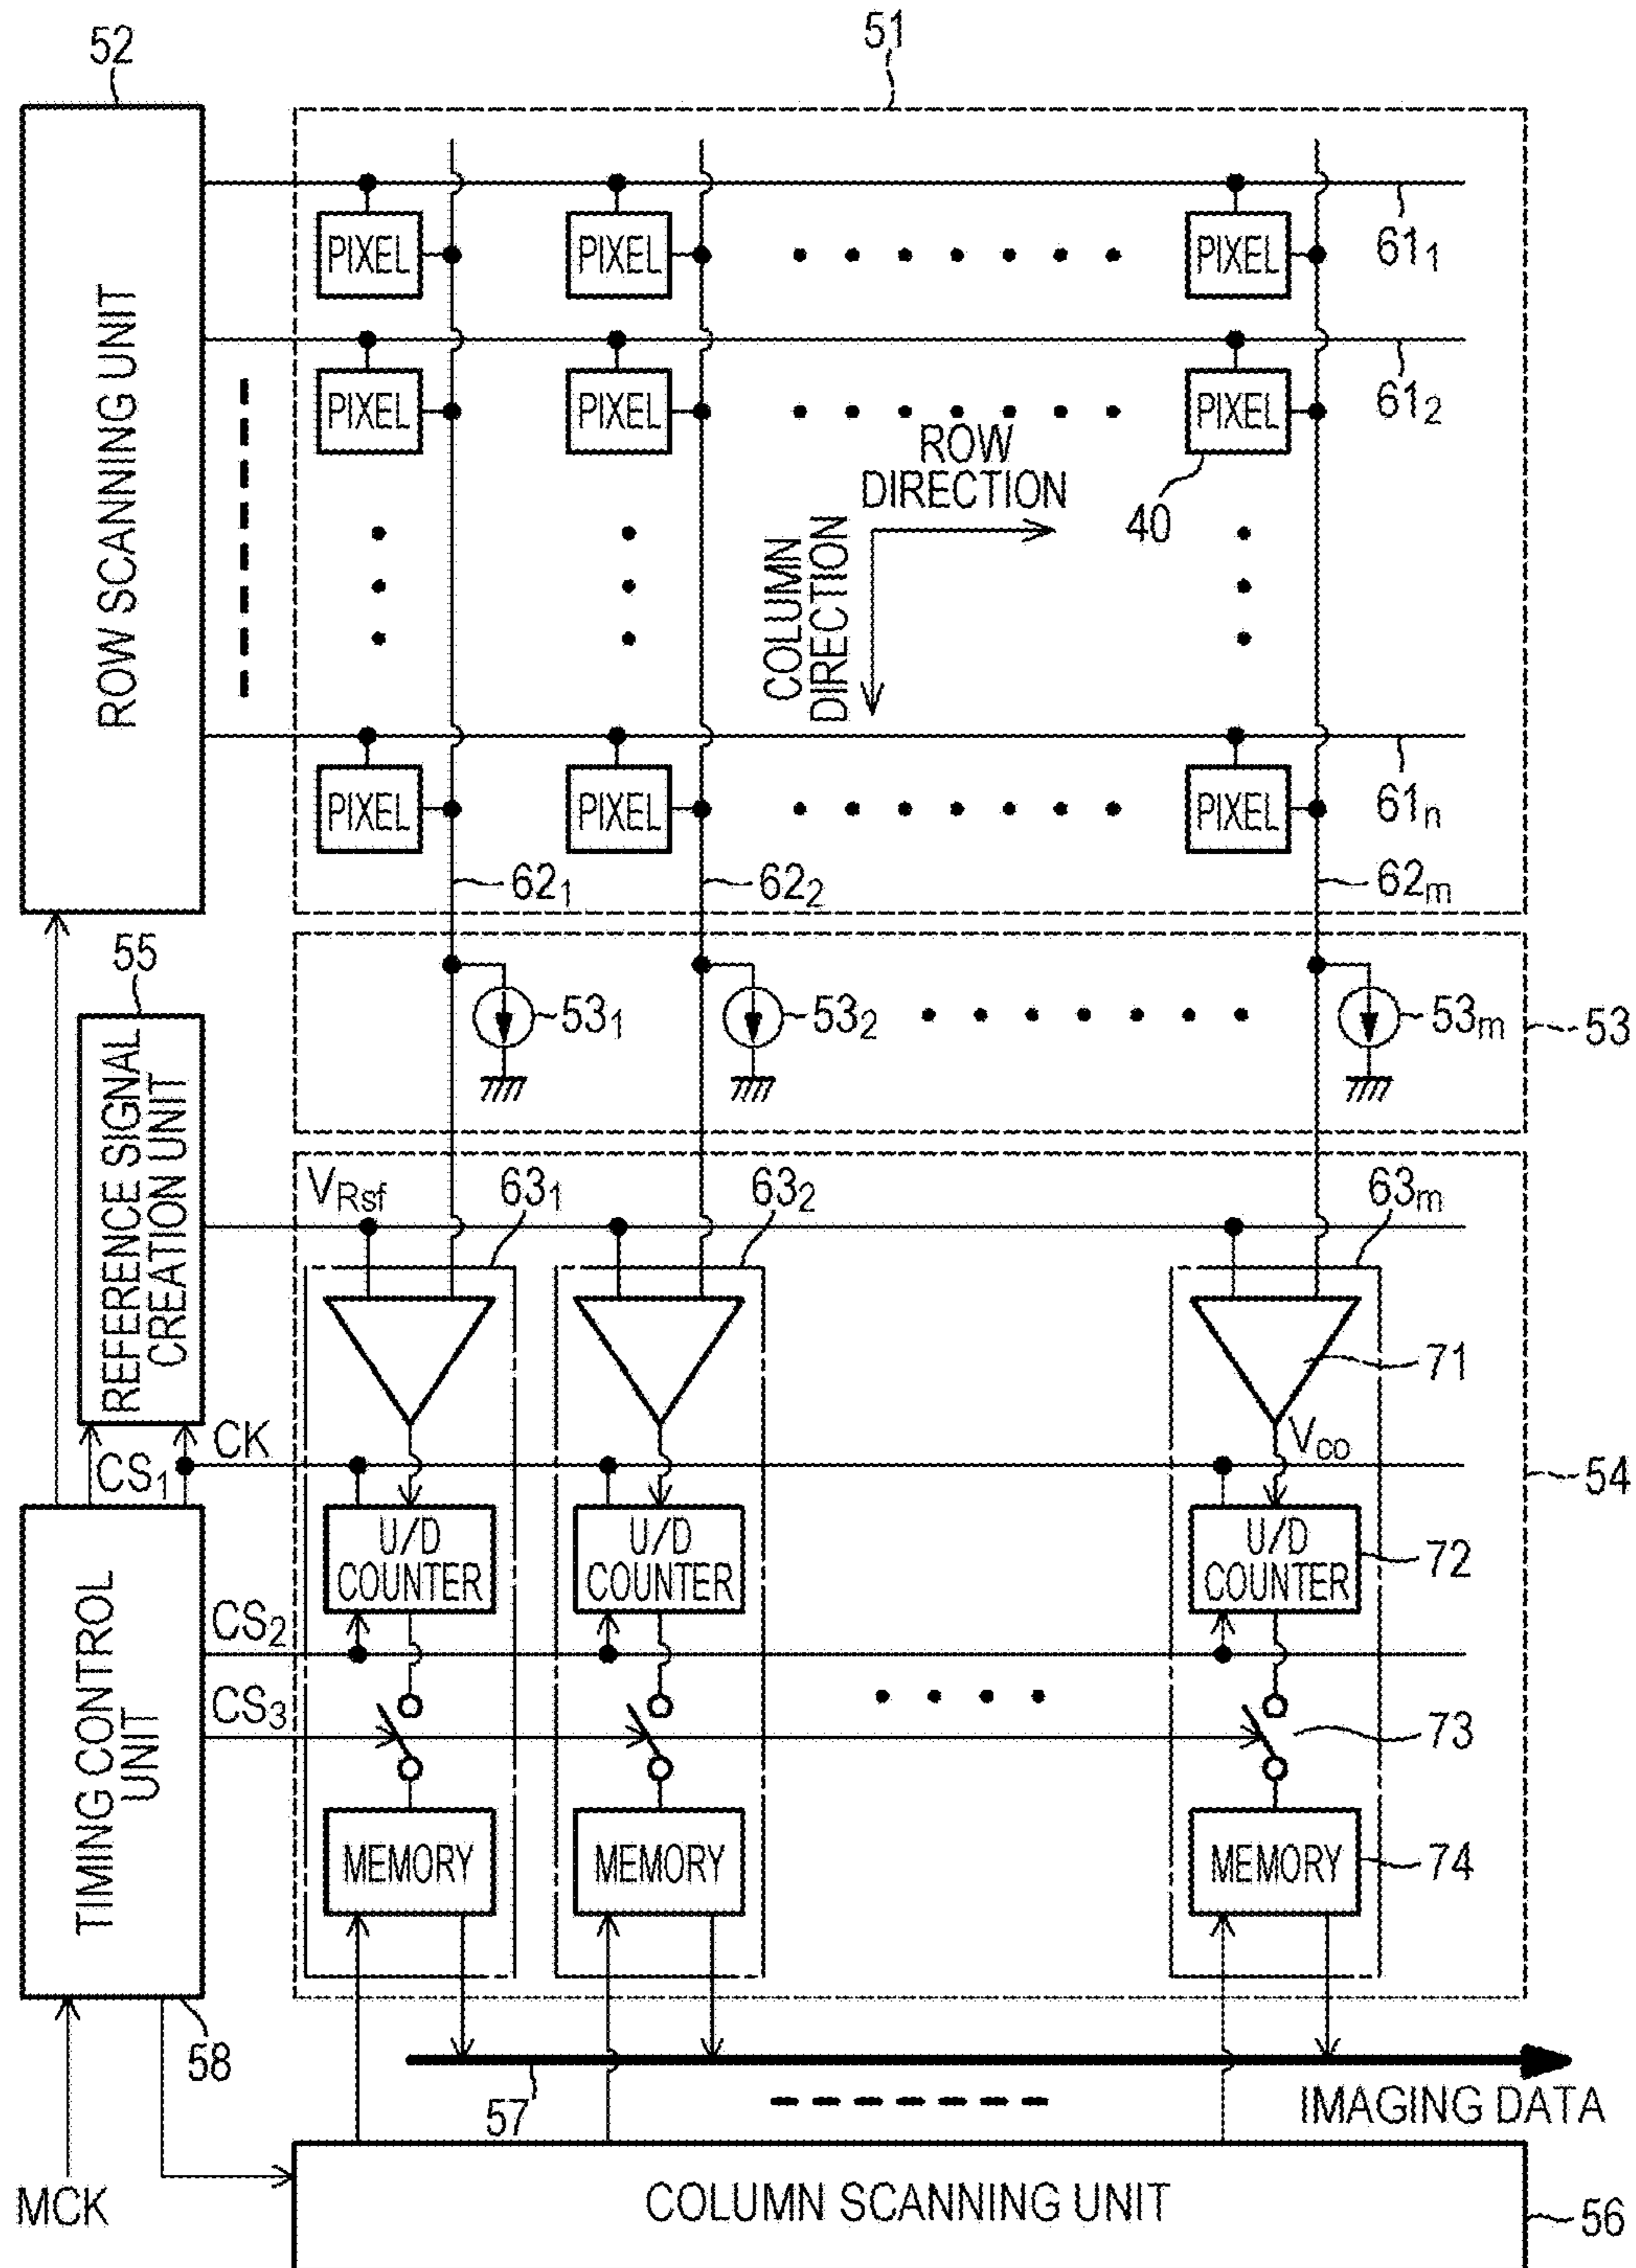 52
51
ROW SCANNING UNIT
PIXEL PIXEL PIXEL
61₁
PIXEL PIXEL PIXEL
61₂
ROW
DIRECTION
40
COLUMN
DIRECTION
PIXEL PIXEL PIXEL
61ₙ
62₁ 62₂ 62ₘ
55
53₁ 53₂ 53ₘ 53
REFERENCE SIGNAL
CREATION UNIT
V_Rsf 63₁ 63₂ 63ₘ
71
CS₁ CK V_CO
54
TIMING CONTROL
UNIT
U/D
COUNTER
U/D
COUNTER
U/D
COUNTER
72
CS₂
CS₃
73
MEMORY MEMORY MEMORY 74
58
57
IMAGING DATA
MCK
COLUMN SCANNING UNIT
56